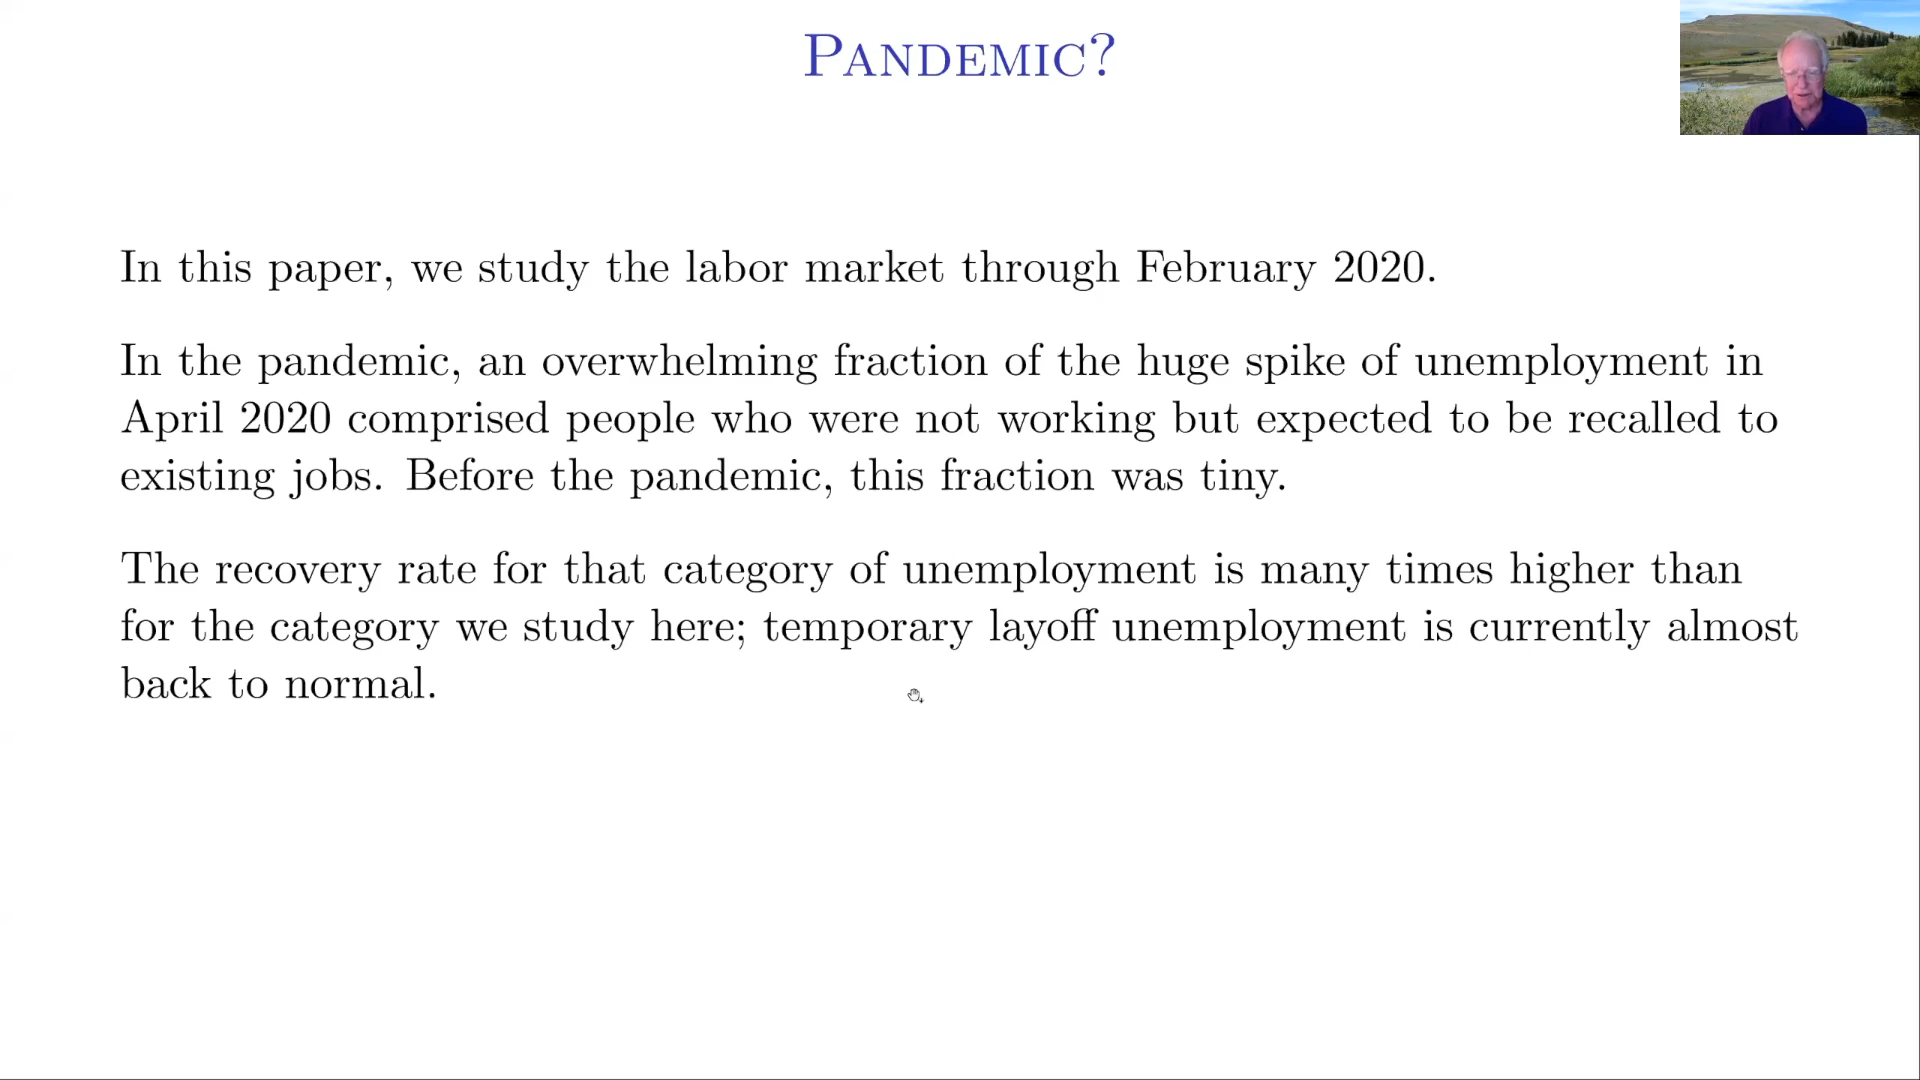 PANDEMIC?
In this paper, we study the labor market through February 2020.
In the pandemic, an overwhelming fraction of the huge spike of unemployment in
April 2020 comprised people who were not working but expected to be recalled to
existing jobs. Before the pandemic, this fraction was tiny.
The recovery rate for that category of unemployment is many times higher than
for the category we study here; temporary layoff unemployment is currently almost
back to normal.